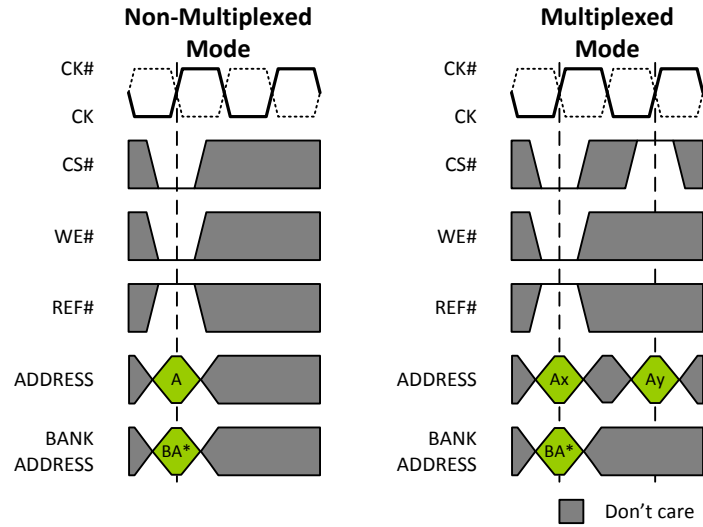 Non-Multiplexed
Mode
CK#
CK
CS#
WE#
REF#
ADDRESS
A
BANK
ADDRESS
BA*
Multiplexed
Mode
CK#
CK
CS#
WE#
REF#
ADDRESS
Ax
Ay
BANK
ADDRESS
BA*
Don't care